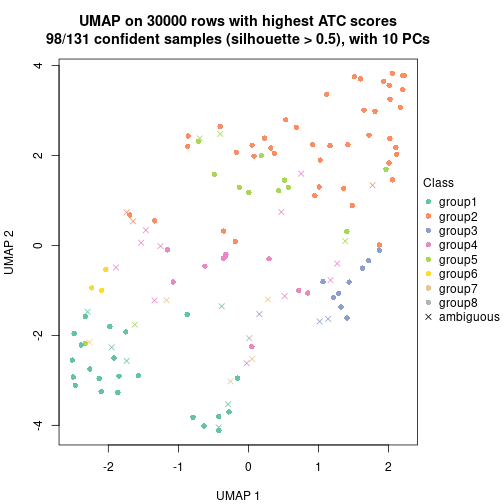 UMAP on 30000 rows with highest ATC scores
98/131 confident samples (silhouette > 0.5), with 10 PCs
4
2
0
-2
-4
UMAP 2
-2
-1
0
1
2
UMAP 1
Class
group1
group2
group3
group4
group5
group6
group7
group8
ambiguous